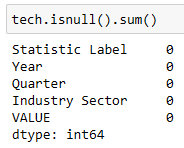 tech.isnull().sum()
Statistic Label    0
Year               0
Quarter            0
Industry Sector    0
VALUE              0
dtype: int64